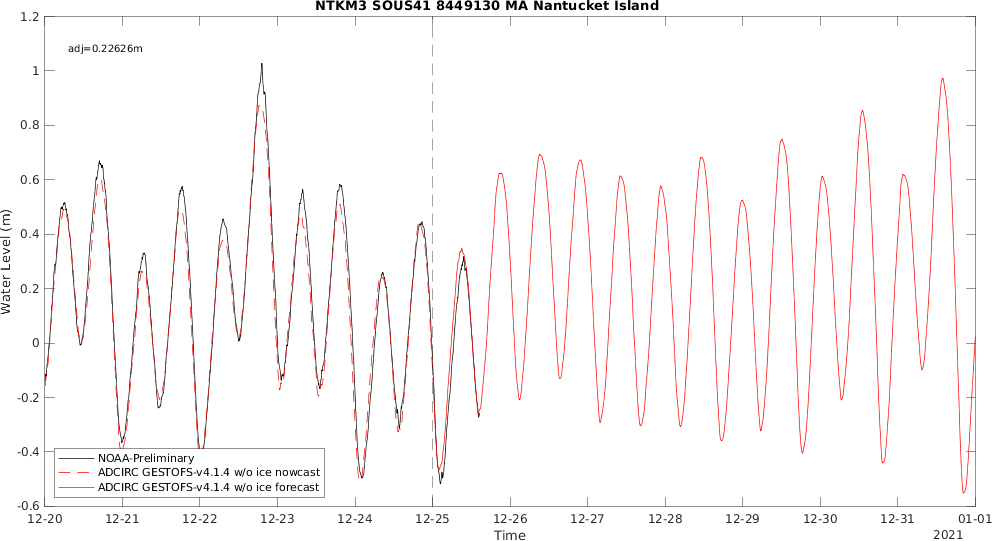 NTKM3 SOUS41 8449130 MA Nantucket Island
adj=0.22626m
Water Level (m)
1.2
1
0.8
0.6
0.4
0.2
0
-0.2
-0.4
-0.6
NOAA-Preliminary
ADCIRC GESTOFS-v4.1.4 w/o ice nowcast
ADCIRC GESTOFS-v4.1.4 w/o ice forecast
12-20 12-21 12-22 12-23 12-24 12-25 12-26 12-27 12-28 12-29 12-30 12-31 01-01
Time
2021